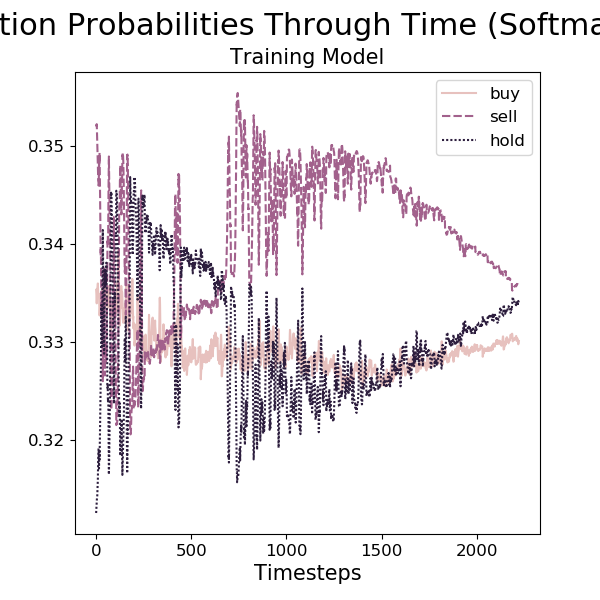 tion Probabilities Through Time (Softma
Training Model
buy
sell
hold
0.35
0.34
0.33
0.32
0 500 1000 1500 2000
Timesteps